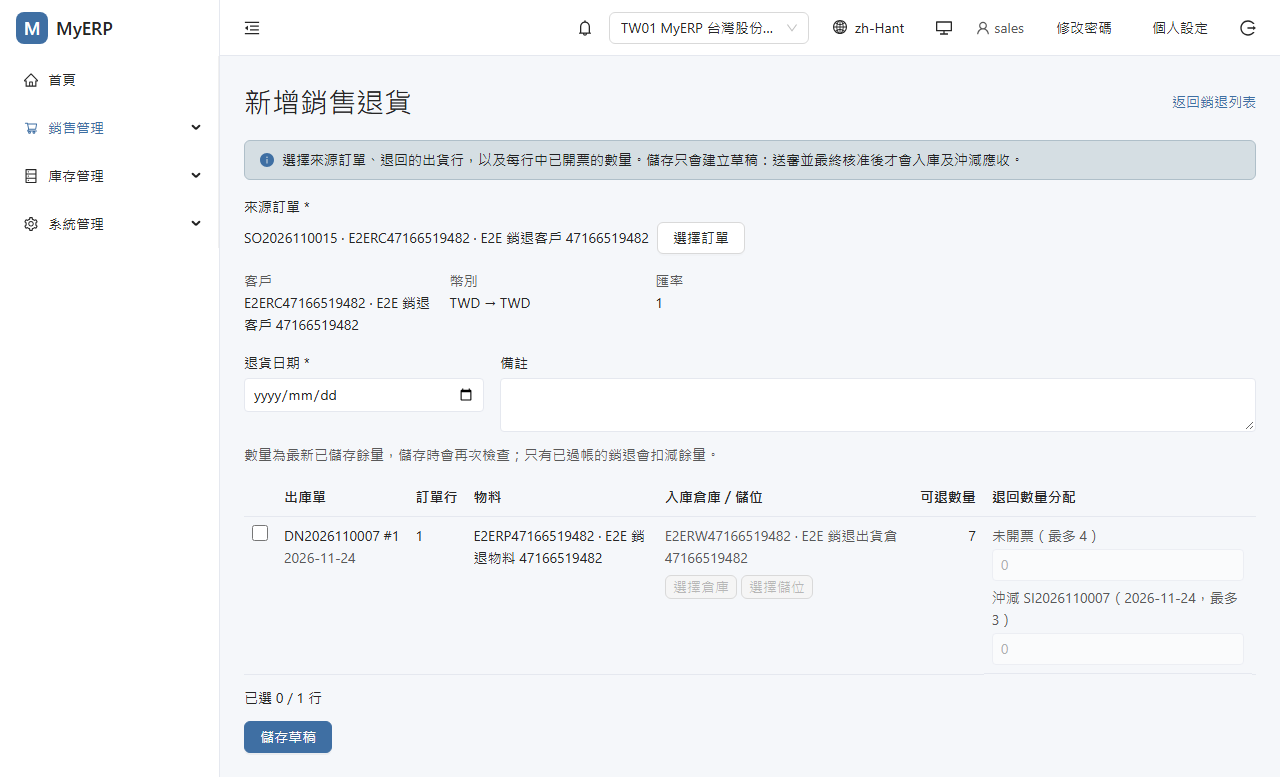 M MyERP
TW01 MyERP 台灣股份...
zh-Hant
sales
修改密碼
個人設定
首頁
銷售管理
庫存管理
系統管理
新增銷售退貨
返回銷退列表
選擇來源訂單、退回的出貨行，以及每行中已開票的數量。儲存只會建立草稿；送審並最終核准後才會入庫及沖減應收。
來源訂單 *
SO2026110015 · E2ERC47166519482 · E2E 銷退客戶 47166519482 選擇訂單
客戶 幣別 匯率
E2ERC47166519482 · E2E 銷退 TWD → TWD 1
客戶 47166519482
退貨日期 * 備註
yyyy/mm/dd
數量為最新已儲存餘量，儲存時會再次檢查；只有已過帳的銷退會扣減餘量。
出庫單 訂單行 物料 入庫倉庫 / 儲位 可退數量 退回數量分配
DN2026110007 #1 1 E2ERP47166519482 · E2E 銷 E2ERW47166519482 · E2E 銷退出貨倉 7 未開票（最多 4）
2026-11-24 退物料 47166519482 47166519482
選擇倉庫 選擇儲位 0
沖減 SI2026110007（2026-11-24，最多
3）
0
已選 0 / 1 行
儲存草稿